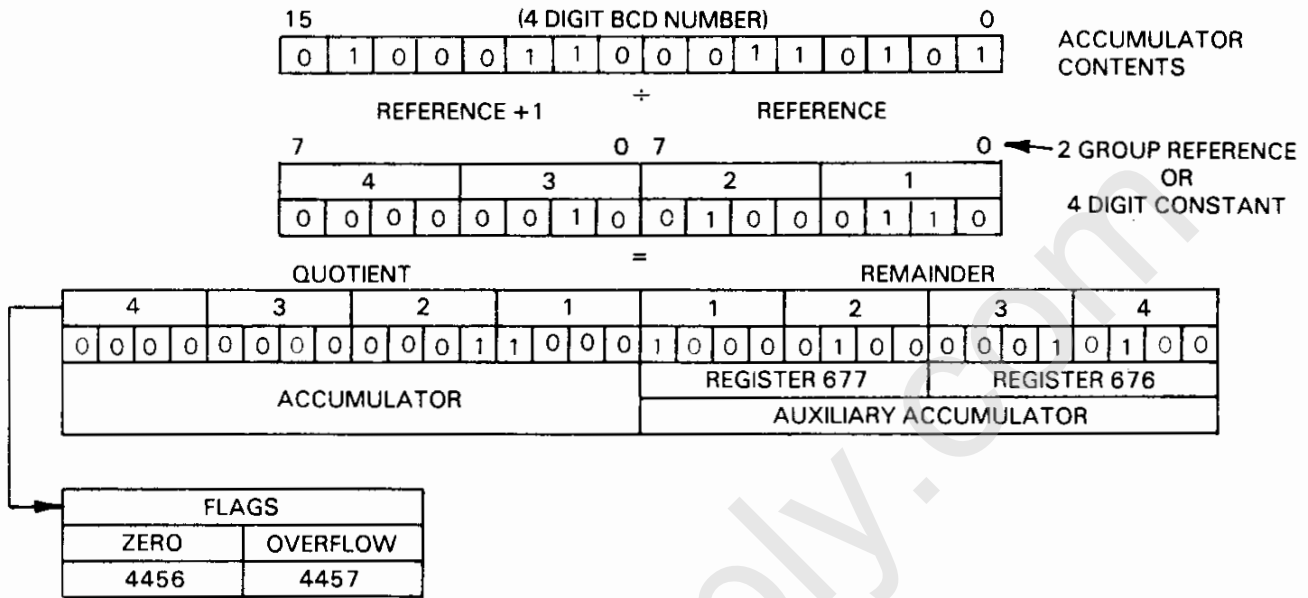 15 (4 DIGIT BCD NUMBER) 0
0 1 0 0 0 1 1 0 0 0 1 1 0 1 0 1
ACCUMULATOR
CONTENTS
÷
REFERENCE +1 REFERENCE
7 0 7 0
2 GROUP REFERENCE
OR
4 DIGIT CONSTANT
4 3 2 1
0 0 0 0 0 0 1 0 0 1 0 0 0 1 1 0
=
QUOTIENT REMAINDER
4 3 2 1 1 2 3 4
0 0 0 0 0 0 0 0 0 0 0 1 1 0 0 0 1 0 0 0 0 1 0 0 0 0 0 1 0 1 0 0
ACCUMULATOR
REGISTER 677 REGISTER 676
AUXILIARY ACCUMULATOR
FLAGS
ZERO OVERFLOW
4456 4457